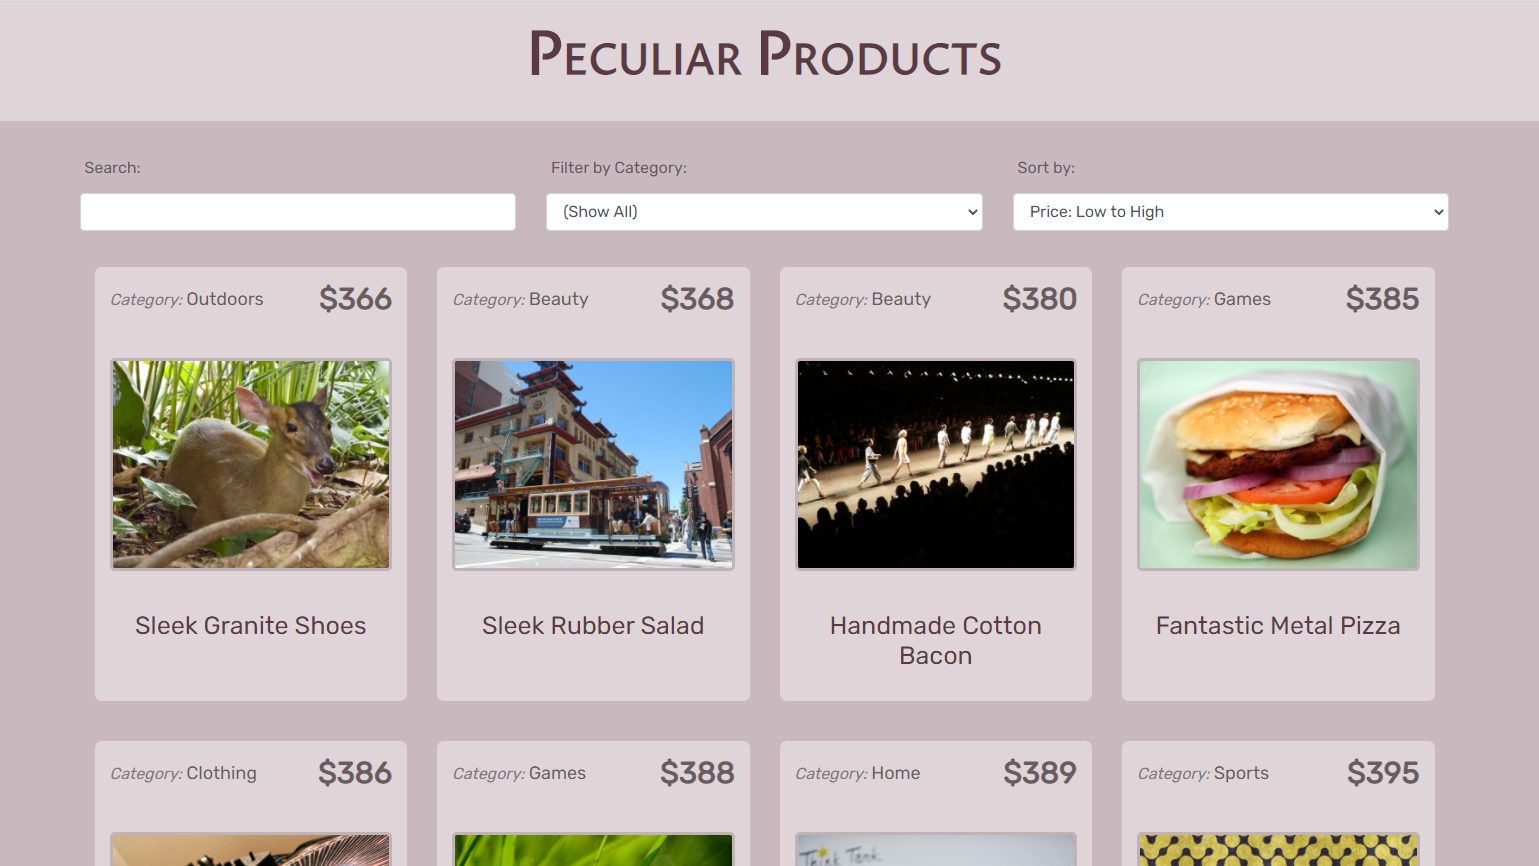 Peculiar Products
Search:
Filter by Category:
Sort by:
(Show All)
Price: Low to High
Category: Outdoors $366
Category: Beauty $368
Category: Beauty $380
Category: Games $385
Sleek Granite Shoes
Sleek Rubber Salad
Handmade Cotton
Bacon
Fantastic Metal Pizza
Category: Clothing $386
Category: Games $388
Category: Home $389
Category: Sports $395
Think Tank